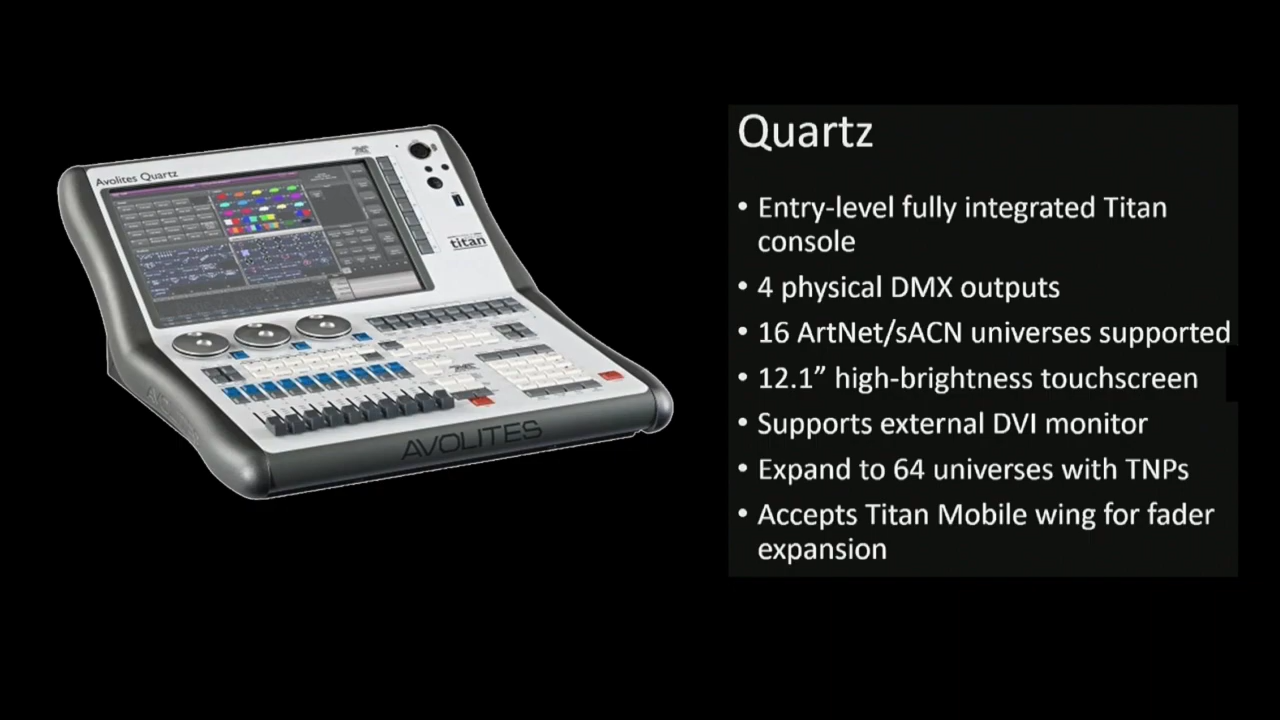 Quartz
Avolites Quartz
titan
AVOLITES
• Entry-level fully integrated Titan
console
• 4 physical DMX outputs
• 16 ArtNet/sACN universes supported
• 12.1” high-brightness touchscreen
• Supports external DVI monitor
• Expand to 64 universes with TNPs
• Accepts Titan Mobile wing for fader
expansion